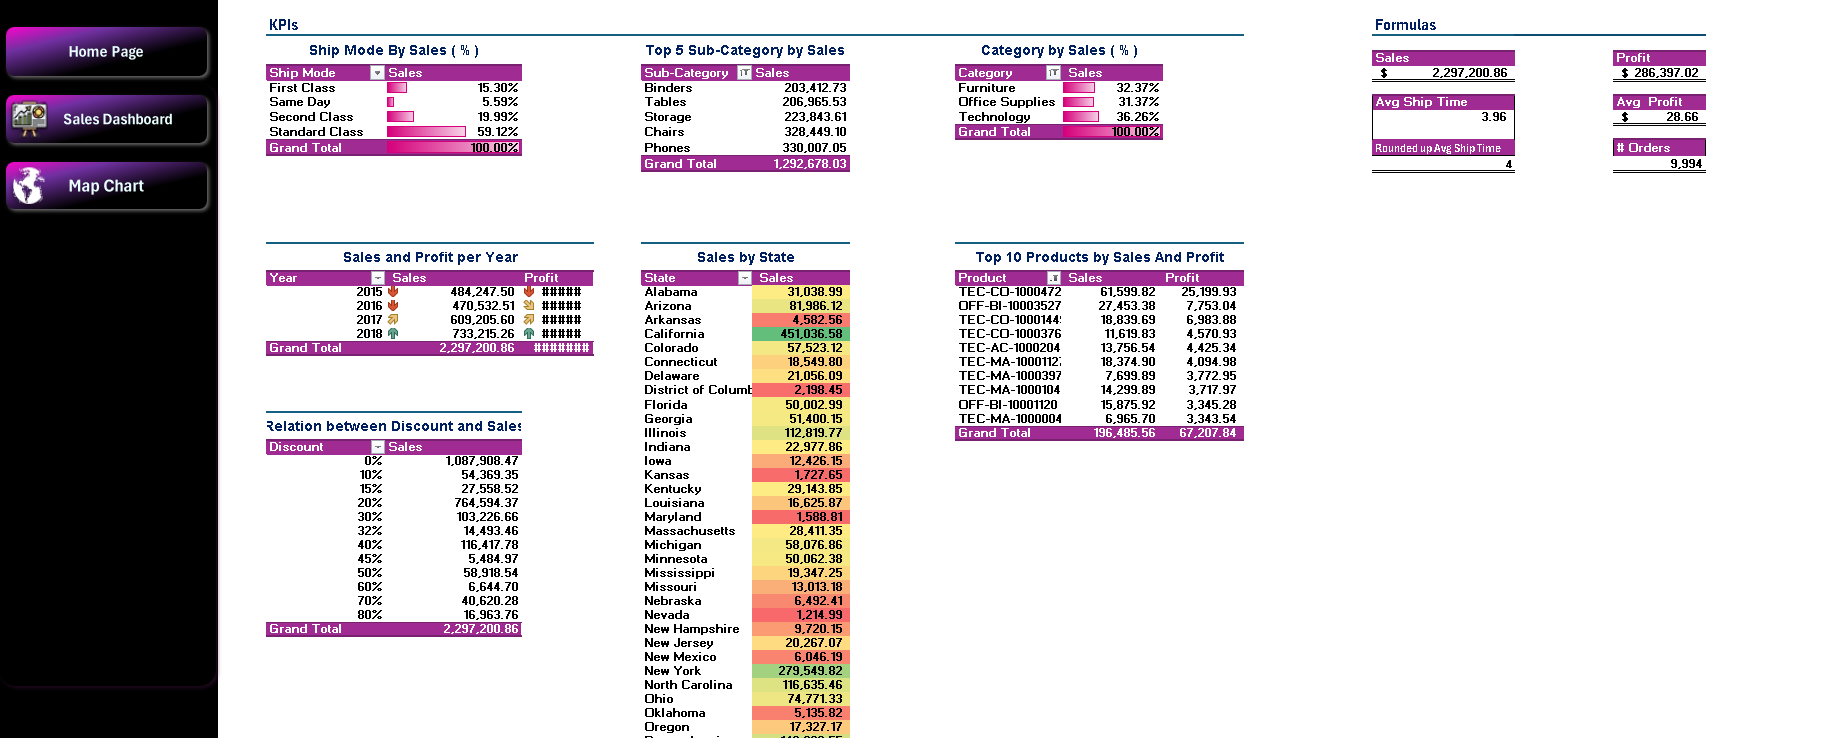 Home Page
Sales Dashboard
Map Chart
KPIs
Ship Mode By Sales ( % )
Ship Mode Sales
First Class 15.30%
Same Day 5.59%
Second Class 19.99%
Standard Class 59.12%
Grand Total 100.00%
Top 5 Sub-Category by Sales
Sub-Category Sales
Binders 203,412.73
Tables 206,965.53
Storage 223,843.61
Chairs 328,449.10
Phones 330,007.05
Grand Total 1,292,678.03
Category by Sales ( % )
Category Sales
Furniture 32.37%
Office Supplies 31.37%
Technology 36.26%
Grand Total 100.00%
Formulas
Sales
$ 2,297,200.86
Profit
$ 286,397.02
Avg Ship Time
3.96
Avg Profit
$ 28.66
Rounded up Avg Ship Time
4
# Orders
9,994
Sales and Profit per Year
Year Sales Profit
2015 484,247.50 #####
2016 470,532.51 #####
2017 609,205.60 #####
2018 733,215.26 #####
Grand Total 2,297,200.86 #######
Relation between Discount and Sales
Discount Sales
0% 1,087,908.47
10% 54,369.35
15% 27,558.52
20% 764,594.37
30% 103,226.66
32% 14,493.46
40% 116,417.78
45% 5,484.97
50% 58,918.54
60% 6,644.70
70% 40,620.28
80% 16,963.76
Grand Total 2,297,200.86
Sales by State
State Sales
Alabama 31,038.99
Arizona 81,986.12
Arkansas 4,582.56
California 451,036.58
Colorado 57,523.12
Connecticut 18,549.80
Delaware 21,056.09
District of Columb 2,198.45
Florida 50,002.99
Georgia 51,400.15
Illinois 112,819.77
Indiana 22,977.86
Iowa 12,426.15
Kansas 1,727.65
Kentucky 29,143.85
Louisiana 16,625.87
Maryland 1,588.81
Massachusetts 28,411.35
Michigan 58,076.86
Minnesota 50,062.38
Mississippi 19,347.25
Missouri 13,013.18
Nebraska 6,492.41
Nevada 1,214.99
New Hampshire 9,720.15
New Jersey 20,267.07
New Mexico 6,046.19
New York 279,549.82
North Carolina 116,635.46
Ohio 74,771.33
Oklahoma 5,135.82
Oregon 17,327.17
Top 10 Products by Sales And Profit
Product Sales Profit
TEC-CO-1000472 61,599.82 25,199.93
OFF-BI-10003527 27,453.38 7,753.04
TEC-CO-1000144 18,839.69 6,983.88
TEC-CO-1000376 11,619.83 4,570.93
TEC-AC-1000204 13,756.54 4,425.34
TEC-MA-1000112 18,374.90 4,094.98
TEC-MA-1000397 7,699.89 3,772.95
TEC-MA-1000104 14,299.89 3,717.97
OFF-BI-10001120 15,875.92 3,345.28
TEC-MA-1000004 6,965.70 3,343.54
Grand Total 196,485.56 67,207.84